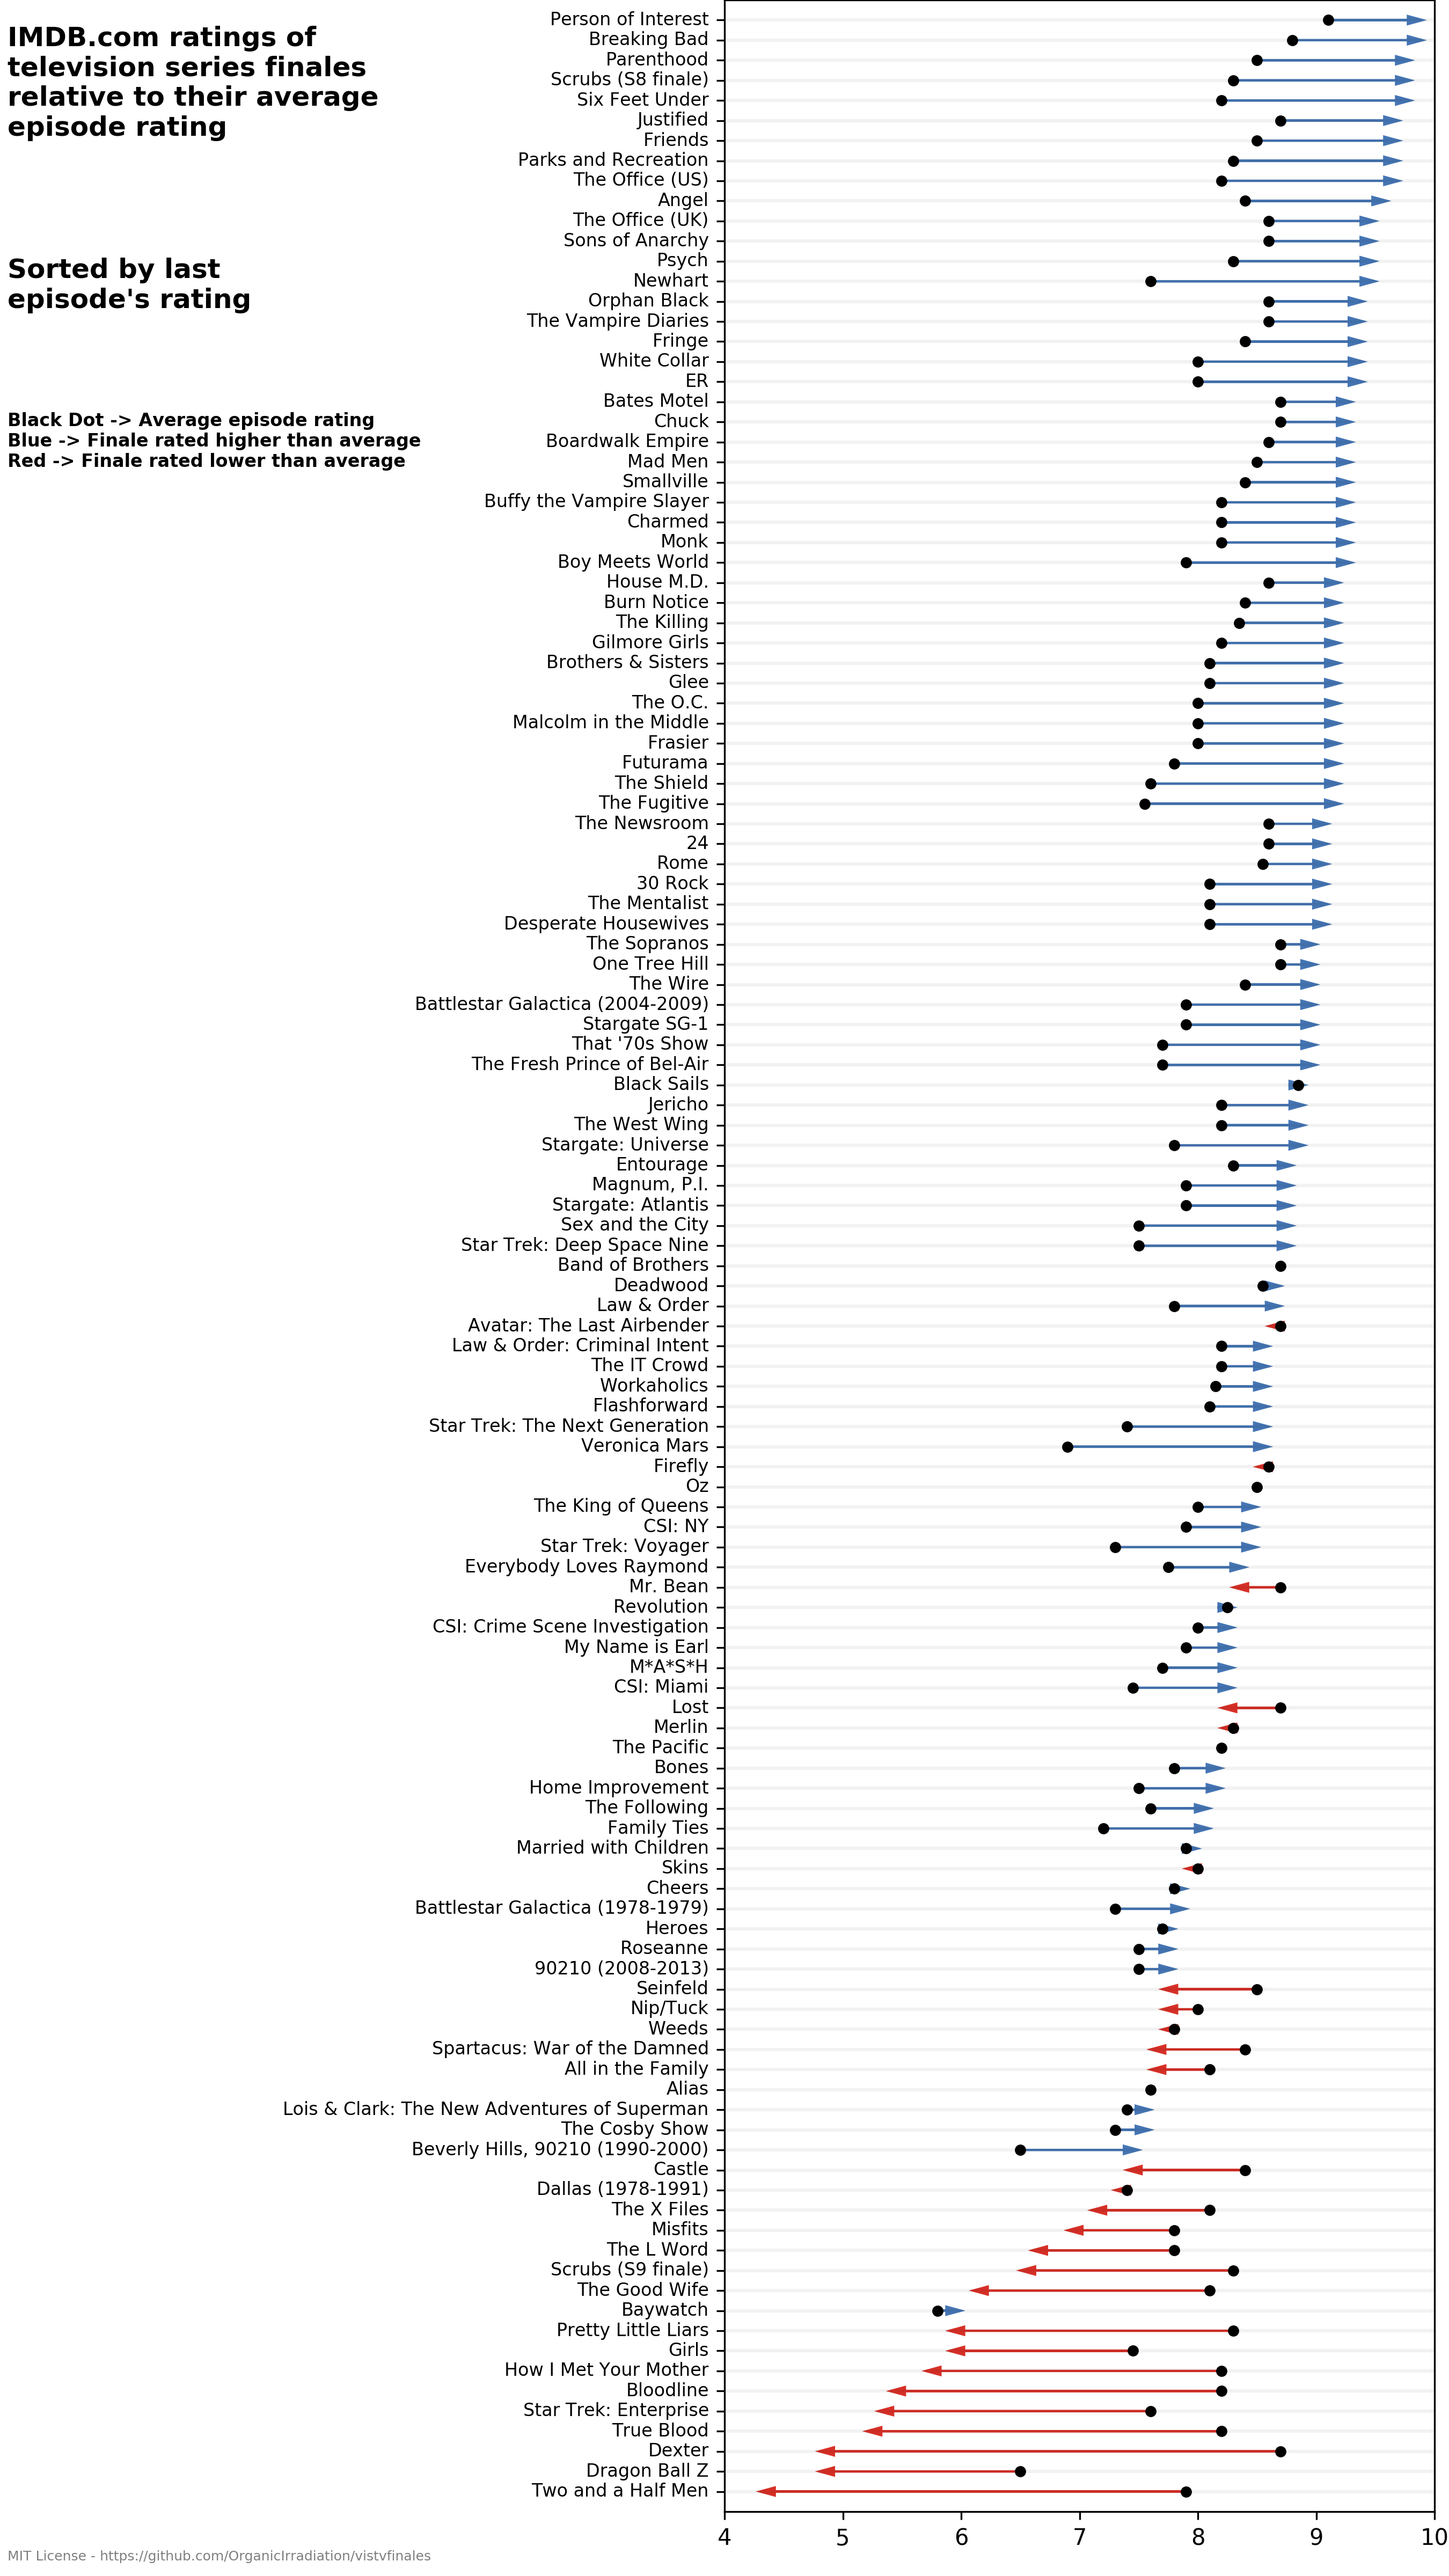 IMDB.com ratings of
television series finales
relative to their average
episode rating
Sorted by last
episode's rating
Black Dot -> Average episode rating
Blue -> Finale rated higher than average
Red -> Finale rated lower than average
Person of Interest
Breaking Bad
Parenthood
Scrubs (S8 finale)
Six Feet Under
Justified
Friends
Parks and Recreation
The Office (US)
Angel
The Office (UK)
Sons of Anarchy
Psych
Newhart
Orphan Black
The Vampire Diaries
Fringe
White Collar
ER
Bates Motel
Chuck
Boardwalk Empire
Mad Men
Smallville
Buffy the Vampire Slayer
Charmed
Monk
Boy Meets World
House M.D.
Burn Notice
The Killing
Gilmore Girls
Brothers & Sisters
Glee
The O.C.
Malcolm in the Middle
Frasier
Futurama
The Shield
The Fugitive
The Newsroom
24
Rome
30 Rock
The Mentalist
Desperate Housewives
The Sopranos
One Tree Hill
The Wire
Battlestar Galactica (2004-2009)
Stargate SG-1
That '70s Show
The Fresh Prince of Bel-Air
Black Sails
Jericho
The West Wing
Stargate: Universe
Entourage
Magnum, P.I.
Stargate: Atlantis
Sex and the City
Star Trek: Deep Space Nine
Band of Brothers
Deadwood
Law & Order
Avatar: The Last Airbender
Law & Order: Criminal Intent
The IT Crowd
Workaholics
Flashforward
Star Trek: The Next Generation
Veronica Mars
Firefly
Oz
The King of Queens
CSI: NY
Star Trek: Voyager
Everybody Loves Raymond
Mr. Bean
Revolution
CSI: Crime Scene Investigation
My Name is Earl
M*A*S*H
CSI: Miami
Lost
Merlin
The Pacific
Bones
Home Improvement
The Following
Family Ties
Married with Children
Skins
Cheers
Battlestar Galactica (1978-1979)
Heroes
Roseanne
90210 (2008-2013)
Seinfeld
Nip/Tuck
Weeds
Spartacus: War of the Damned
All in the Family
Alias
Lois & Clark: The New Adventures of Superman
The Cosby Show
Beverly Hills, 90210 (1990-2000)
Castle
Dallas (1978-1991)
The X Files
Misfits
The L Word
Scrubs (S9 finale)
The Good Wife
Baywatch
Pretty Little Liars
Girls
How I Met Your Mother
Bloodline
Star Trek: Enterprise
True Blood
Dexter
Dragon Ball Z
Two and a Half Men
4 5 6 7 8 9 10
MIT License - https://github.com/OrganicIrradiation/vistvfinales